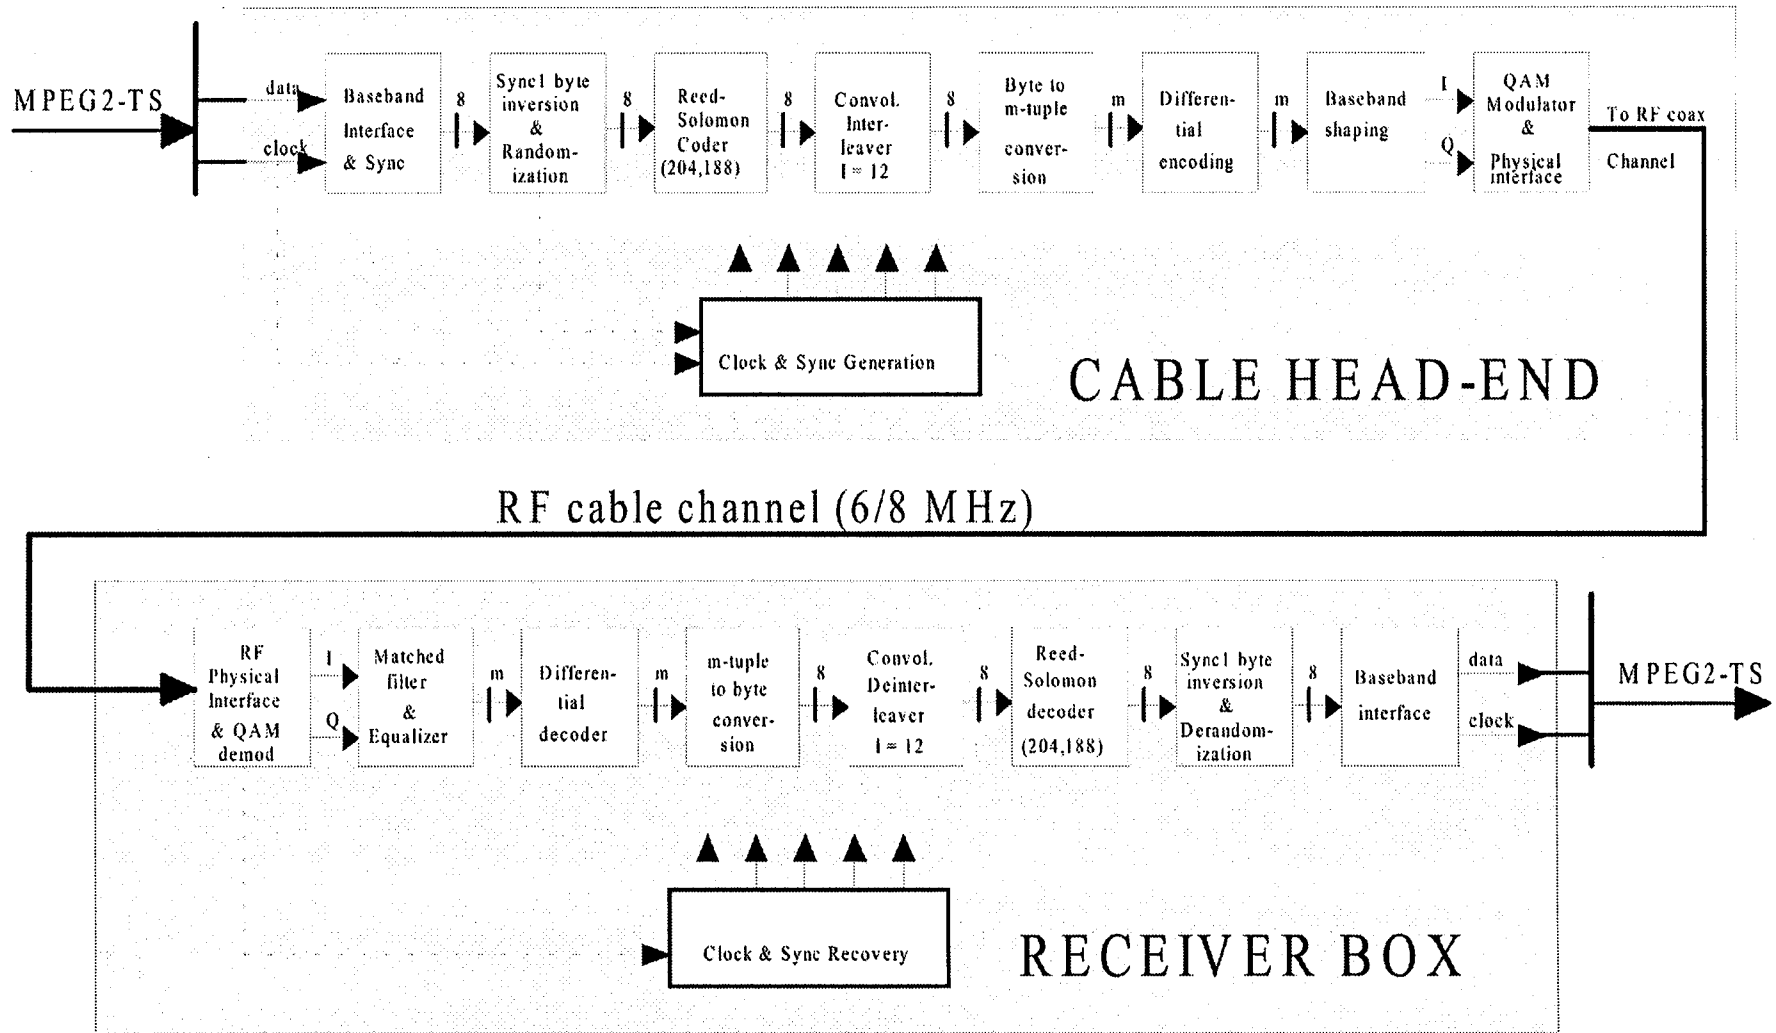 MPEG2-TS
data
clock
Baseband
Interface
& Sync
8
Sync1 byte
inversion
&
Random-
ization
8
Reed-
Solomon
Coder
(204,188)
8
Convol.
Inter-
leaver
I = 12
8
Byte to
m-tuple
conver-
sion
m
Differen-
tial
encoding
m
Baseband
shaping
I
Q
QAM
Modulator
&
Physical
interface
To RF coax
Channel
Clock & Sync Generation
CABLE HEAD-END
RF cable channel (6/8 MHz)
RF
Physical
Interface
& QAM
demod
I
Q
Matched
filter
&
Equalizer
m
Differen-
tial
decoder
m
m-tuple
to byte
conver-
sion
8
Convol.
Deinter-
leaver
I = 12
8
Reed-
Solomon
decoder
(204,188)
8
Sync1 byte
inversion
&
Derandom-
ization
8
Baseband
interface
data
clock
MPEG2-TS
Clock & Sync Recovery
RECEIVER BOX